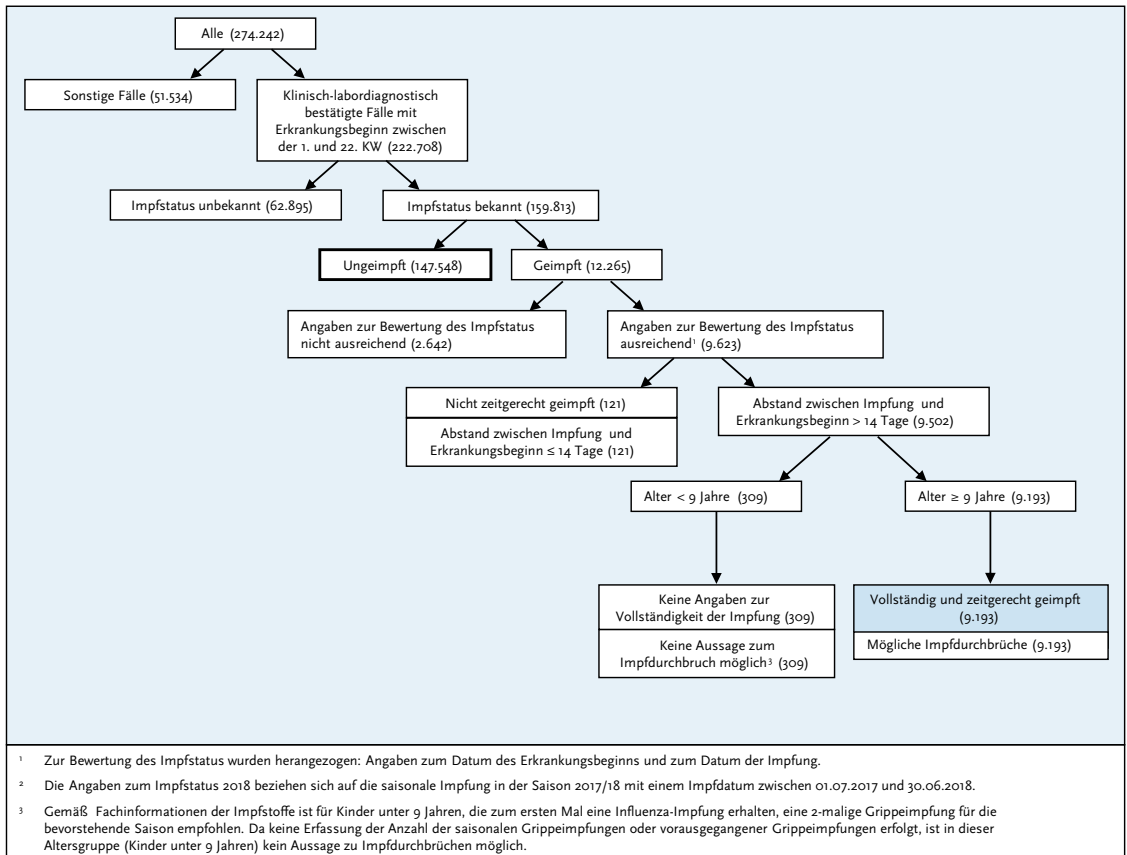 Alle (274.242)
Sonstige Fälle (51.534)
Klinisch-labordiagnostisch
bestätigte Fälle mit
Erkrankungsbeginn zwischen
der 1. und 22. KW (222.708)
Impfstatus unbekannt (62.895)
Impfstatus bekannt (159.813)
Ungeimpft (147.548)
Geimpft (12.265)
Angaben zur Bewertung des Impfstatus
nicht ausreichend (2.642)
Angaben zur Bewertung des Impfstatus
ausreichend¹ (9.623)
Nicht zeitgerecht geimpft (121)
Abstand zwischen Impfung und
Erkrankungsbeginn ≤ 14 Tage (121)
Abstand zwischen Impfung und
Erkrankungsbeginn > 14 Tage (9.502)
Alter < 9 Jahre (309)
Alter ≥ 9 Jahre (9.193)
Keine Angaben zur
Vollständigkeit der Impfung (309)
Keine Aussage zum
Impfdurchbruch möglich³ (309)
Vollständig und zeitgerecht geimpft
(9.193)
Mögliche Impfdurchbrüche (9.193)
¹ Zur Bewertung des Impfstatus wurden herangezogen: Angaben zum Datum des Erkrankungsbeginns und zum Datum der Impfung.
² Die Angaben zum Impfstatus 2018 beziehen sich auf die saisonale Impfung in der Saison 2017/18 mit einem Impfdatum zwischen 01.07.2017 und 30.06.2018.
³ Gemäß Fachinformationen der Impfstoffe ist für Kinder unter 9 Jahren, die zum ersten Mal eine Influenza-Impfung erhalten, eine 2-malige Grippeimpfung für die
bevorstehende Saison empfohlen. Da keine Erfassung der Anzahl der saisonalen Grippeimpfungen oder vorausgegangener Grippeimpfungen erfolgt, ist in dieser
Altersgruppe (Kinder unter 9 Jahren) kein Aussage zu Impfdurchbrüchen möglich.